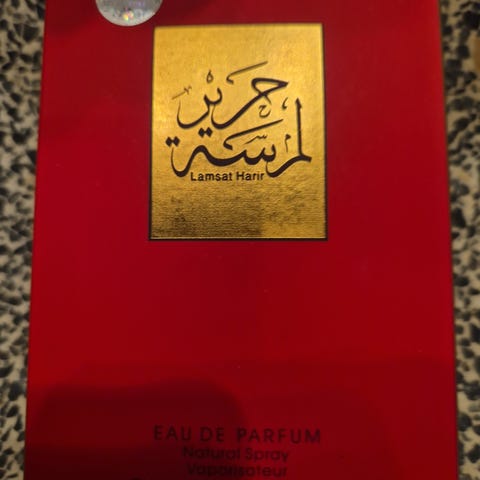 لمسة حرير
Lamsat Harir
EAU DE PARFUM
Natural Spray
Vaporisateur